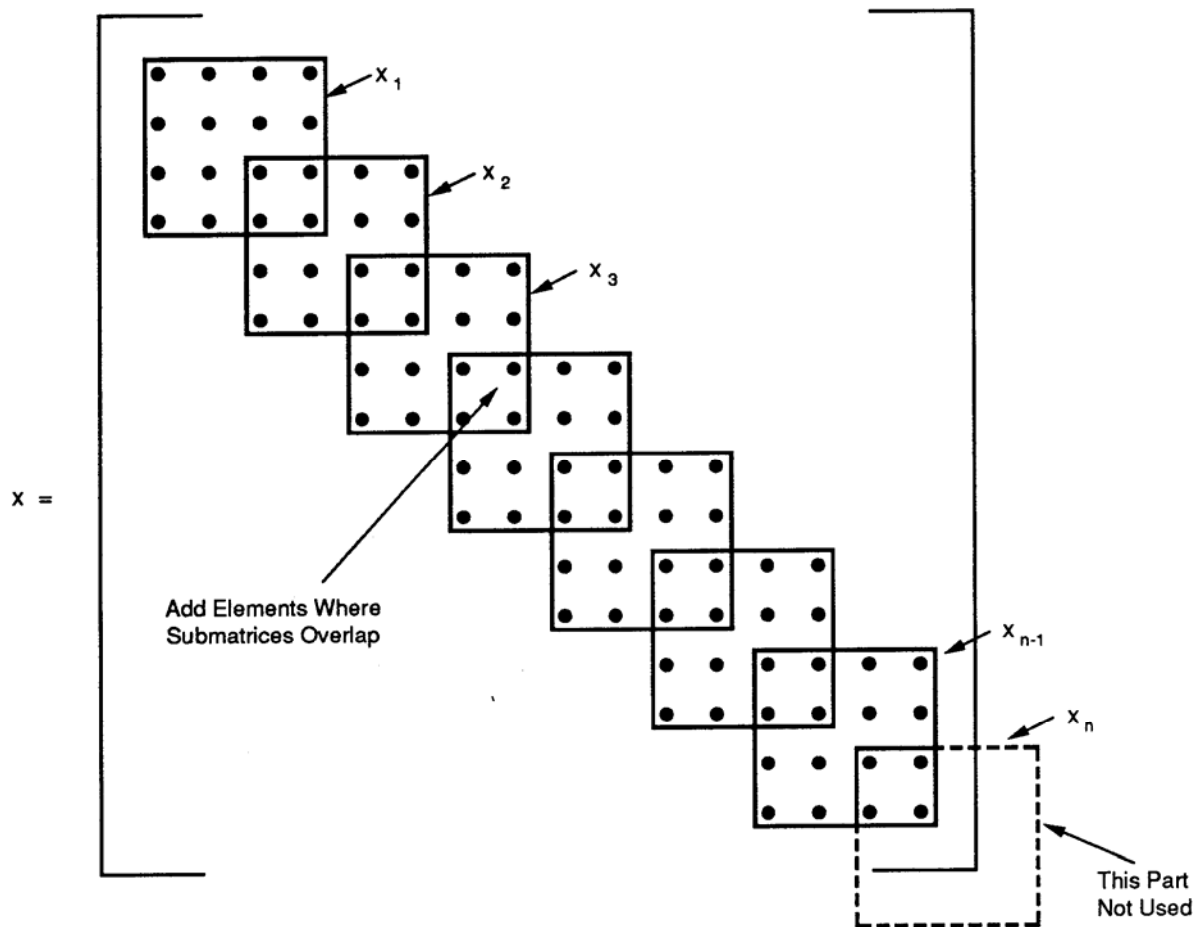 x 1
x 2
x 3
x =
Add Elements Where
Submatrices Overlap
x n-1
x n
This Part
Not Used